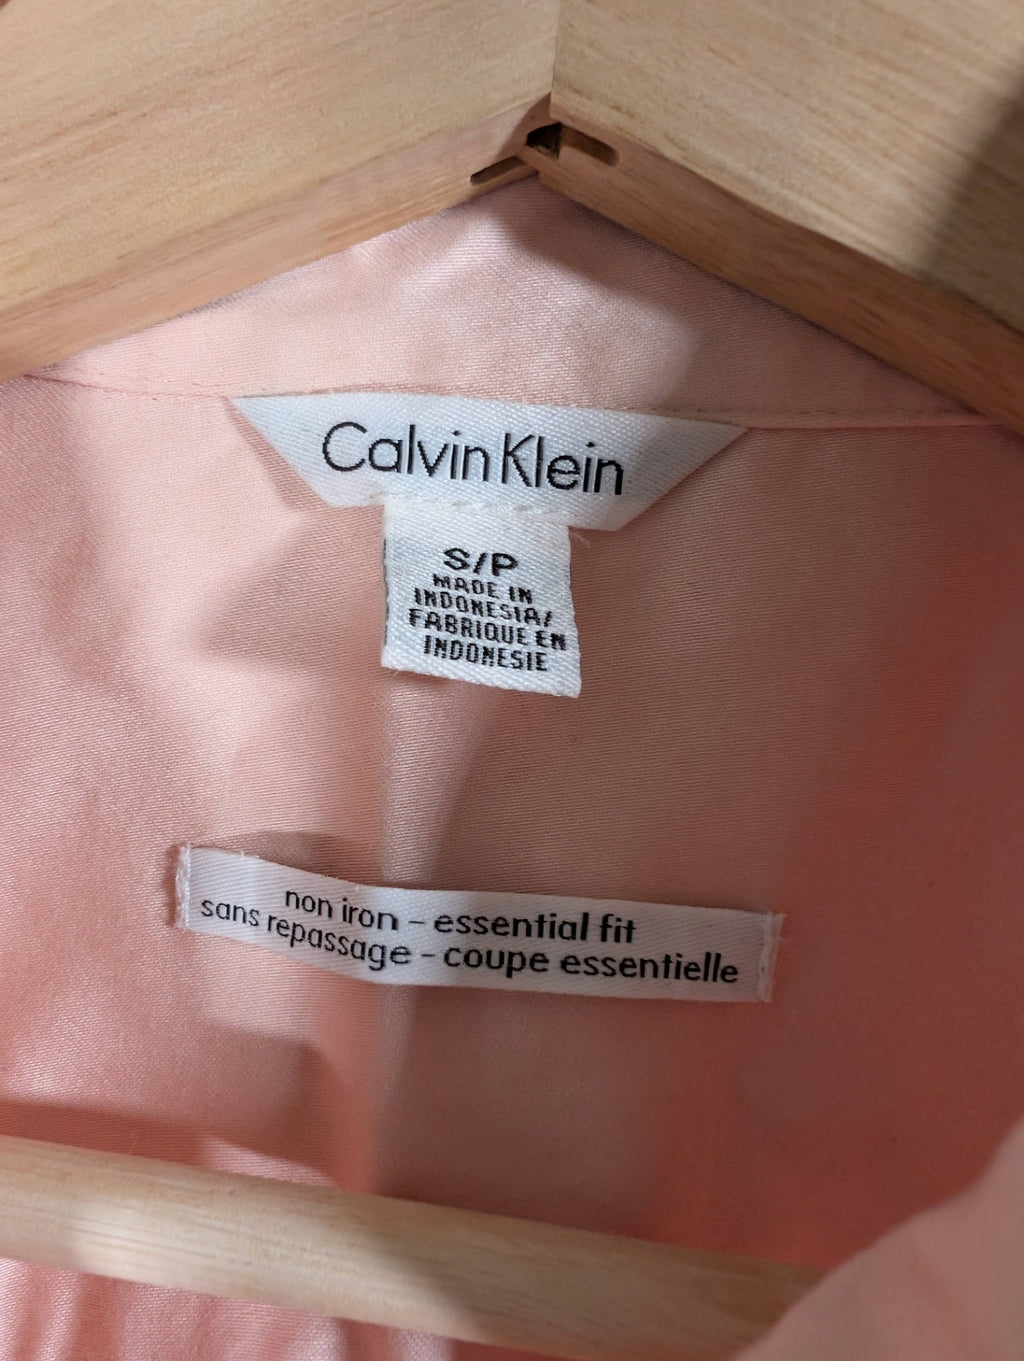 Calvin Klein
S/P
MADE IN
INDONESIA/
FABRIQUE EN
INDONESIE
non iron – essential fit
sans repassage - coupe essentielle